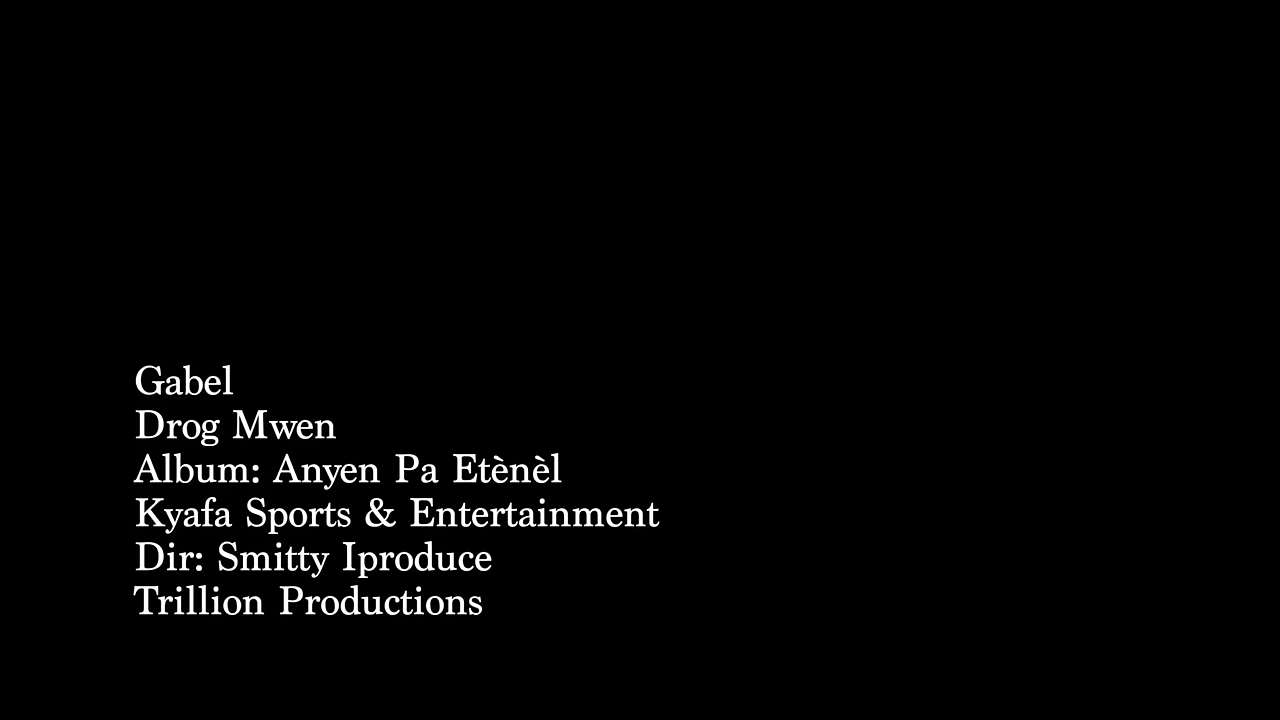 Gabel
Drog Mwen
Album: Anyen Pa Etènèl
Kyafa Sports & Entertainment
Dir: Smitty Iproduce
Trillion Productions